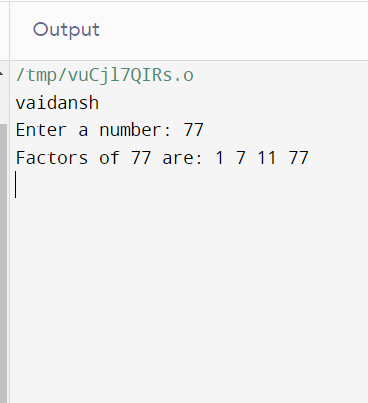 Output
/tmp/vuCjl7QIRs.o
vaidansh
Enter a number: 77
Factors of 77 are: 1 7 11 77